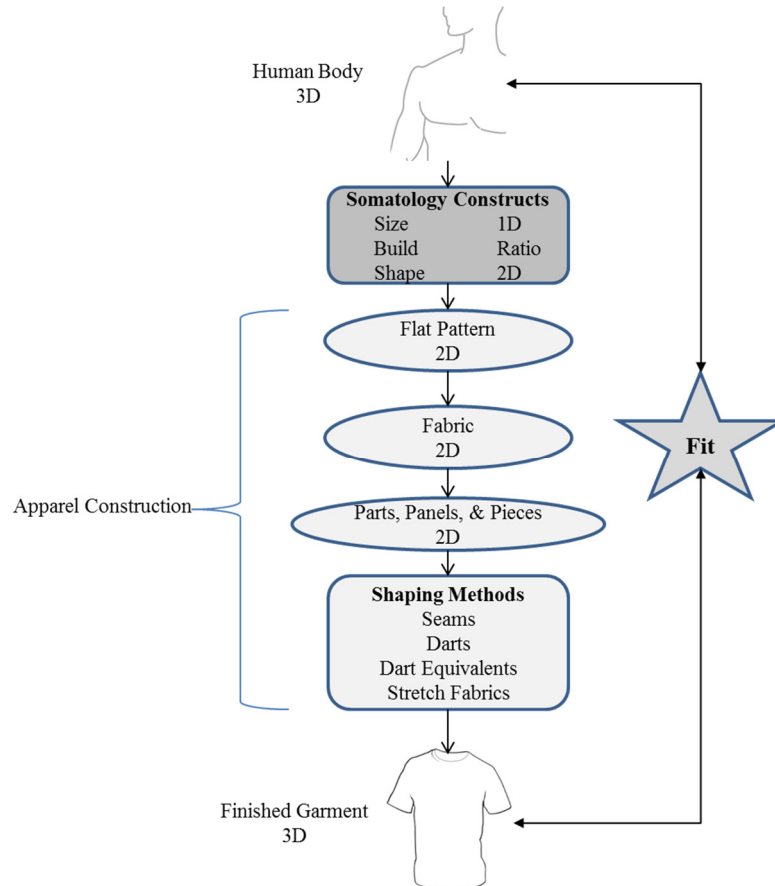 Human Body
3D
Somatology Constructs
Size 1D
Build Ratio
Shape 2D
Flat Pattern
2D
Fabric
2D
Fit
Parts, Panels, & Pieces
2D
Apparel Construction
Shaping Methods
Seams
Darts
Dart Equivalents
Stretch Fabrics
Finished Garment
3D